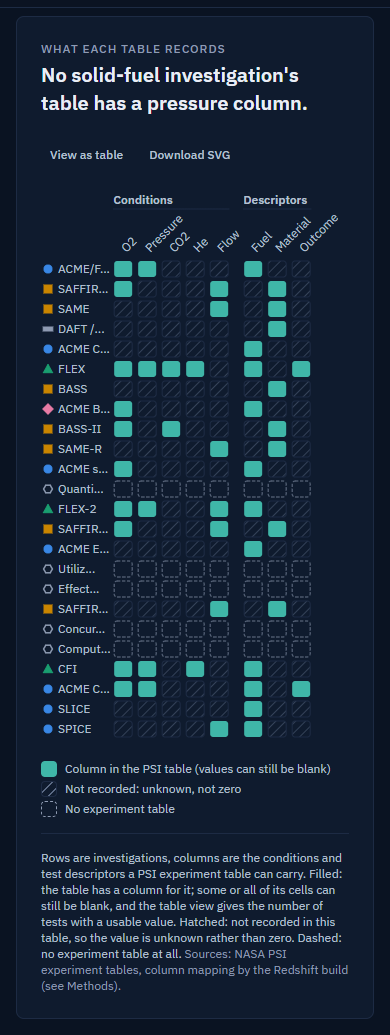 WHAT EACH TABLE RECORDS
No solid-fuel investigation's
table has a pressure column.
View as table Download SVG
Conditions Descriptors
O2 Pressure CO2 He Flow Fuel Material Outcome
ACME/F...
SAFFIR...
SAME
DAFT /...
ACME C...
FLEX
BASS
ACME B...
BASS-II
SAME-R
ACME s...
Quanti...
FLEX-2
SAFFIR...
ACME E...
Utiliz...
Effect...
SAFFIR...
Concur...
Comput...
CFI
ACME C...
SLICE
SPICE
Column in the PSI table (values can still be blank)
Not recorded: unknown, not zero
No experiment table
Rows are investigations, columns are the conditions and
test descriptors a PSI experiment table can carry. Filled:
the table has a column for it; some or all of its cells can
still be blank, and the table view gives the number of
tests with a usable value. Hatched: not recorded in this
table, so the value is unknown rather than zero. Dashed:
no experiment table at all. Sources: NASA PSI
experiment tables, column mapping by the Redshift build
(see Methods).